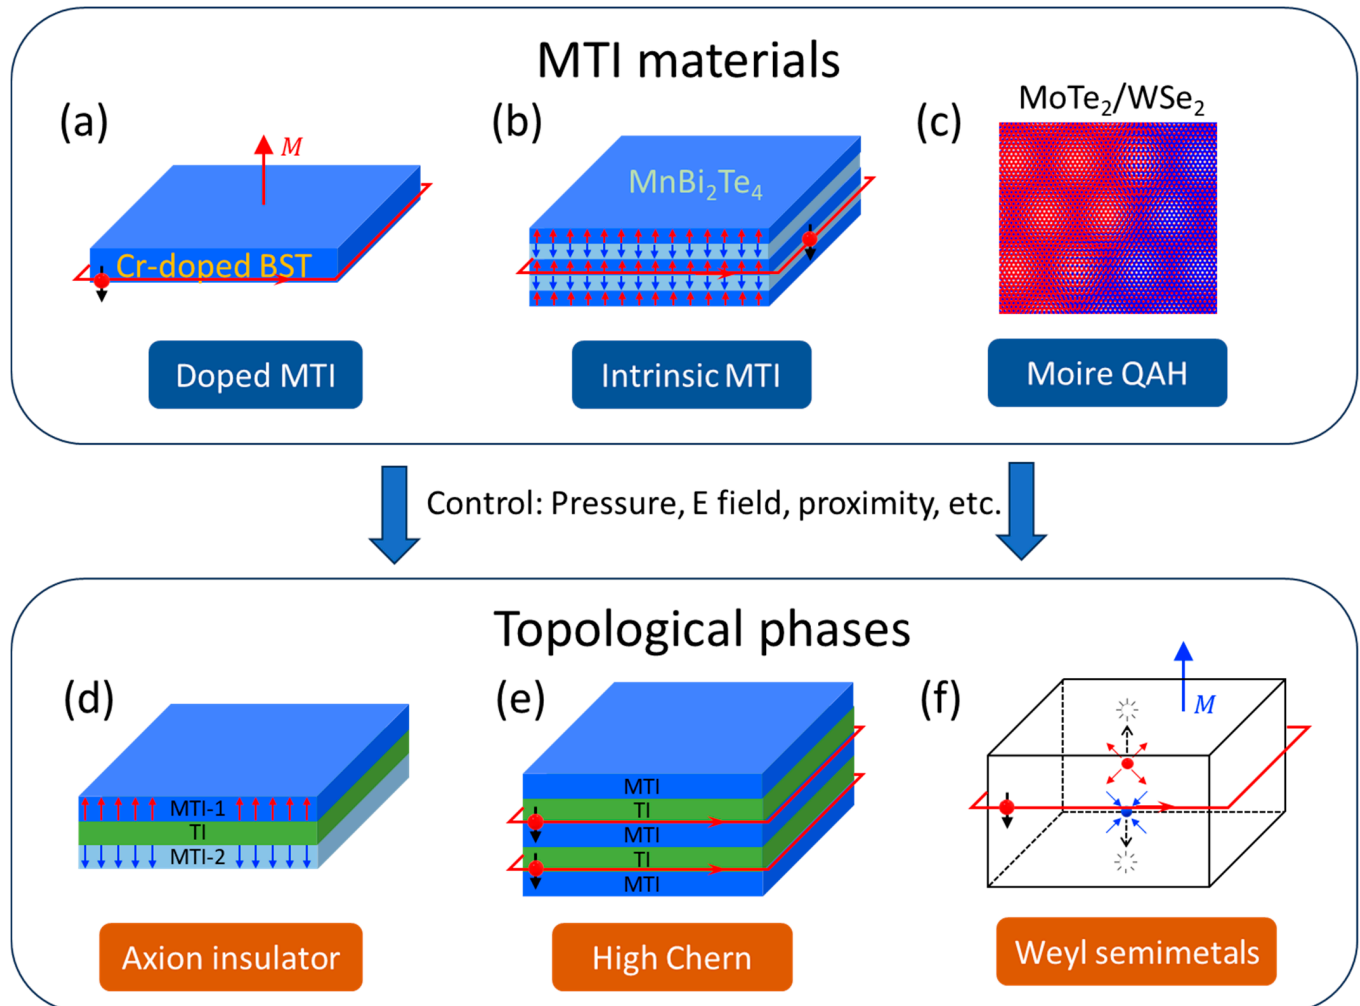 MTI materials
(a)
M
Cr-doped BST
Doped MTI
(b)
MnBi₂Te₄
Intrinsic MTI
(c)
MoTe₂/WSe₂
Moire QAH
Control: Pressure, E field, proximity, etc.
Topological phases
(d)
MTI-1
TI
MTI-2
Axion insulator
(e)
MTI
TI
MTI
TI
MTI
High Chern
(f)
M
Weyl semimetals